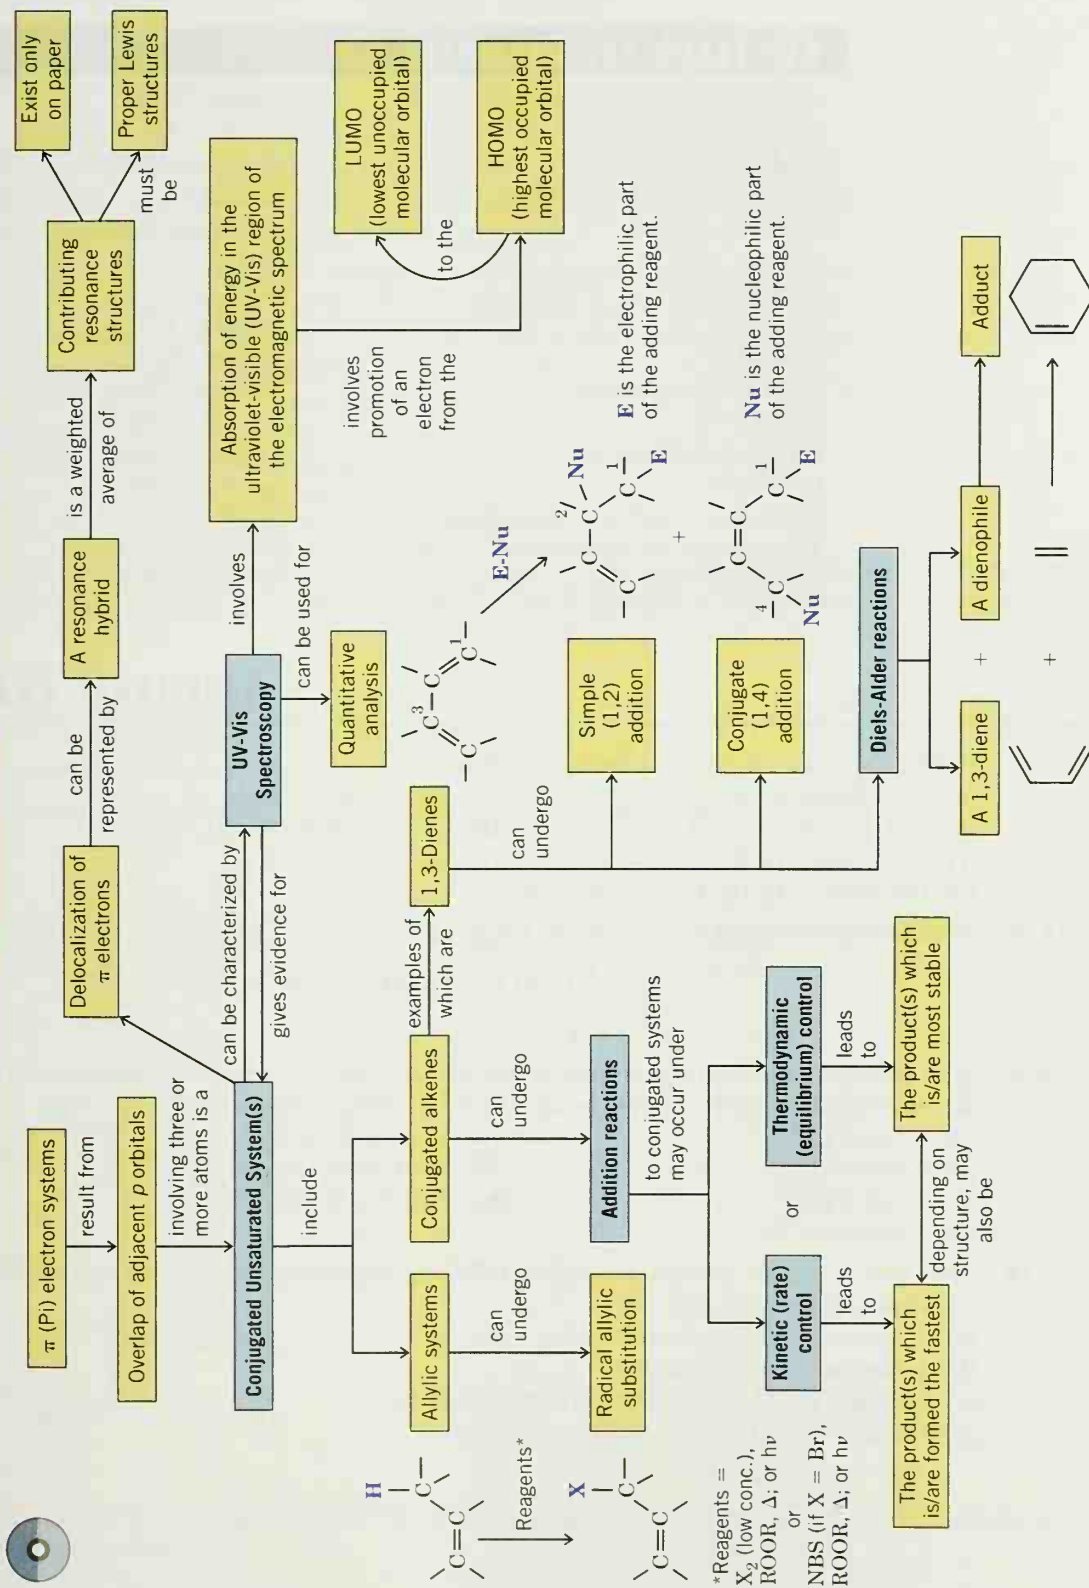 π (Pi) electron systems
result from
Overlap of adjacent p orbitals
involving three or
more atoms is a
Conjugated Unsaturated System(s)
Delocalization of
π electrons
can be
represented by
A resonance
hybrid
is a weighted
average of
Contributing
resonance
structures
Exist only
on paper
must
be
Proper Lewis
structures
can be characterized by
gives evidence for
UV-Vis
Spectroscopy
involves
Absorption of energy in the
ultraviolet-visible (UV-Vis) region of
the electromagnetic spectrum
can be used for
Quantitative
analysis
involves
promotion
of an
electron
from the
HOMO
(highest occupied
molecular orbital)
to the
LUMO
(lowest unoccupied
molecular orbital)
include
Allylic systems
can
undergo
Radical allylic
substitution
H
C=C
C
Reagents*
X
C=C
C
*Reagents =
X₂ (low conc.),
ROOR, Δ; or hν
or
NBS (if X = Br),
ROOR, Δ; or hν
Conjugated alkenes
can
undergo
Addition reactions
to conjugated systems
may occur under
Kinetic (rate)
control
or
Thermodynamic
(equilibrium) control
leads
to
leads
to
The product(s) which
is/are formed the fastest
depending on
structure, may
also be
The product(s) which
is/are most stable
examples of
which are
1,3-Dienes
C 3 C C C 1
E-Nu
can
undergo
Simple
(1,2)
addition
C C 2 C Nu C 1 E
E is the electrophilic part
of the adding reagent.
+
Conjugate
(1,4)
addition
4 C Nu C=C C 1 E
Nu is the nucleophilic part
of the adding reagent.
Diels-Alder reactions
A 1,3-diene
+
A dienophile
Adduct
+